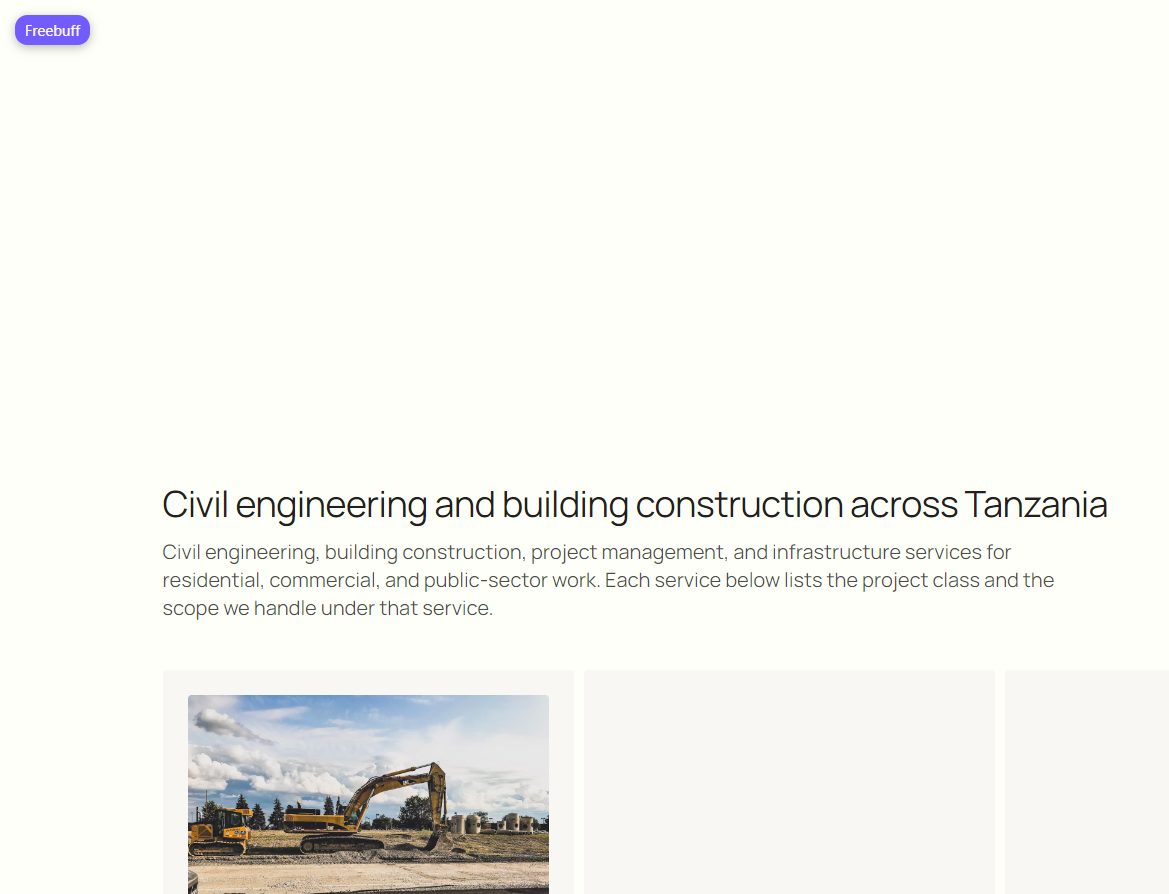 Freebuff
Civil engineering and building construction across Tanzania
Civil engineering, building construction, project management, and infrastructure services for
residential, commercial, and public-sector work. Each service below lists the project class and the
scope we handle under that service.